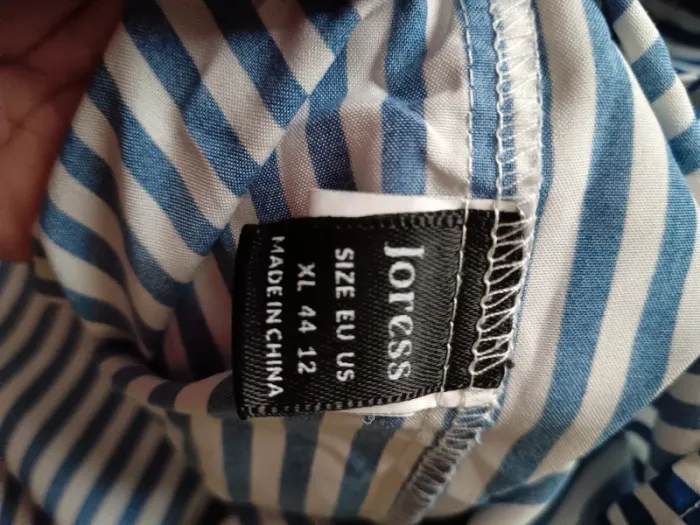 Joress
SIZE EU US
XL 44 12
MADE IN CHINA